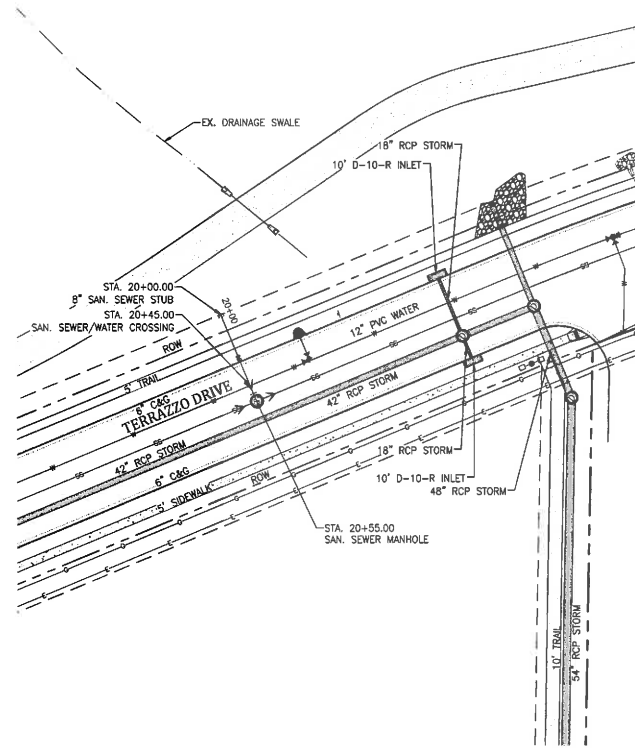 EX. DRAINAGE SWALE
18" RCP STORM
10' D-10-R INLET
STA. 20+00.00
8" SAN. SEWER STUB
STA. 20+45.00
SAN. SEWER/WATER CROSSING
20+00
1
12" PVC WATER
ROW
5' TRAIL
6" C&G
TERRAZZO DRIVE
42" RCP STORM
42" RCP STORM
6" C&G
5' SIDEWALK
ROW
18" RCP STORM
10' D-10-R INLET
48" RCP STORM
STA. 20+55.00
SAN. SEWER MANHOLE
10' TRAIL
54" RCP STORM